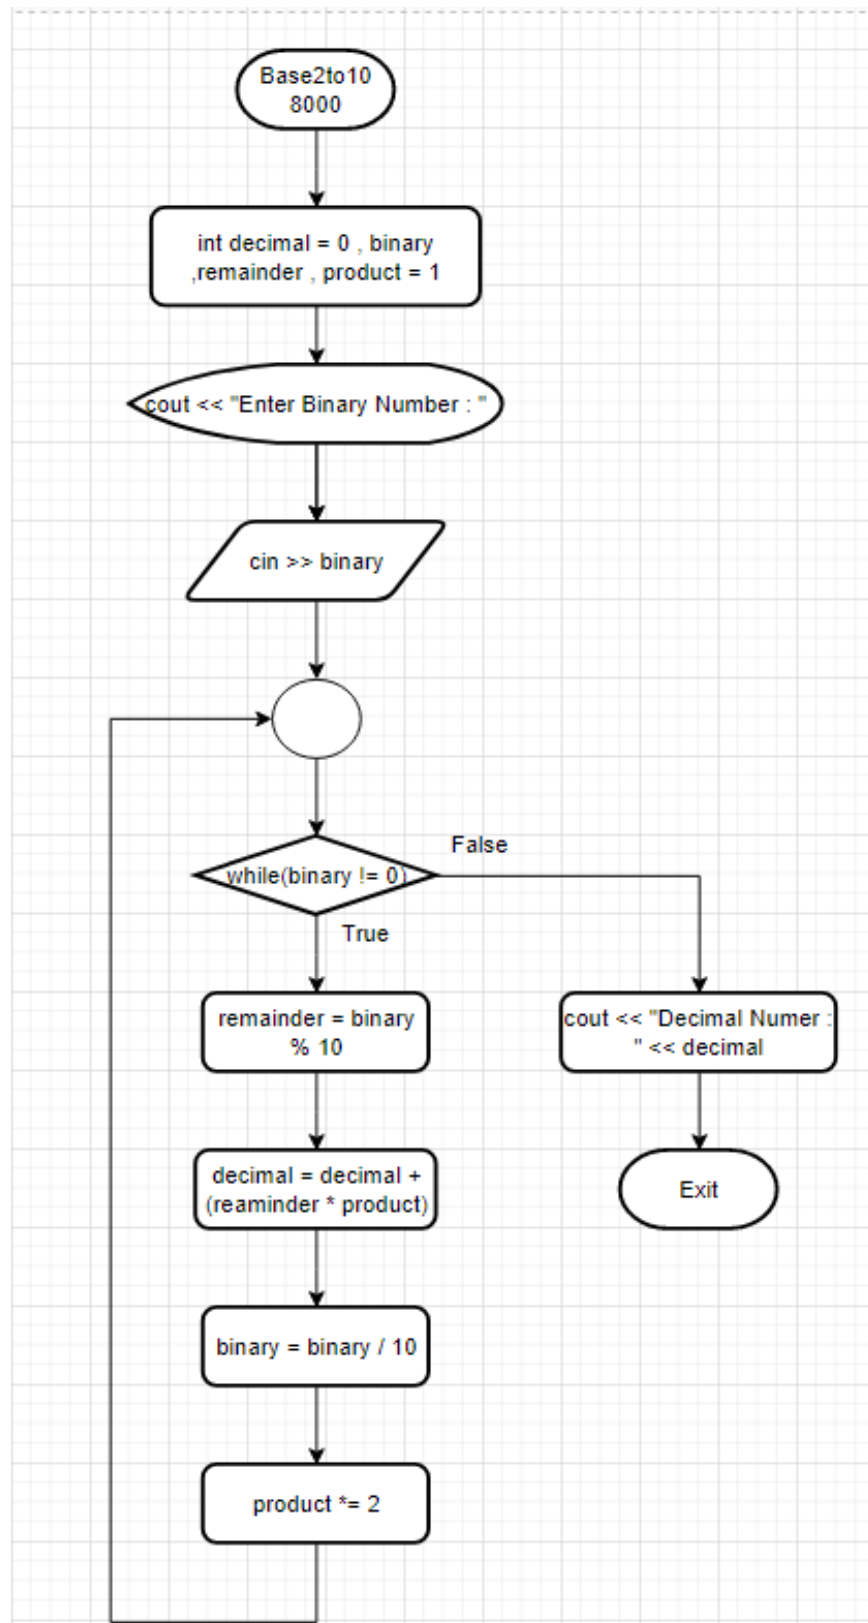 Base2to10
8000
int decimal = 0 , binary
,remainder , product = 1
cout << "Enter Binary Number : "
cin >> binary
while(binary != 0)
False
True
remainder = binary
% 10
cout << "Decimal Numer :
" << decimal
decimal = decimal +
(reaminder * product)
Exit
binary = binary / 10
product *= 2